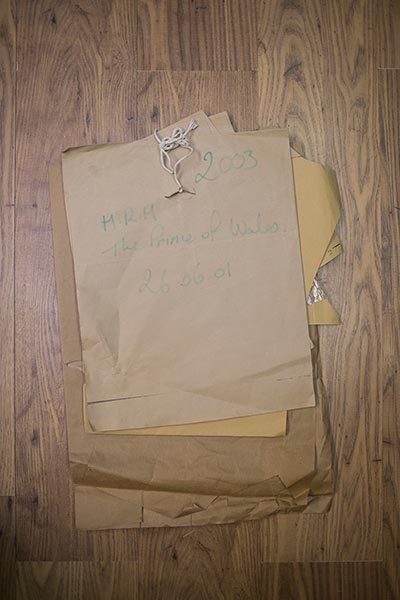 2003
H.R.H
The Prince of Wales.
26 06 01